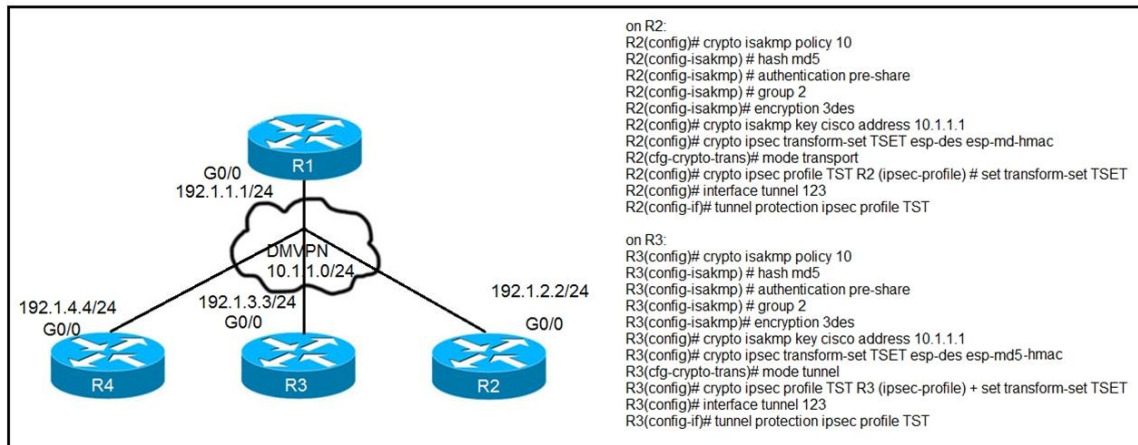 R1
G0/0
192.1.1.1/24
DMVPN
10.1.1.0/24
192.1.4.4/24
G0/0
192.1.3.3/24
G0/0
192.1.2.2/24
G0/0
R4
R3
R2
on R2:
R2(config)# crypto isakmp policy 10
R2(config-isakmp) # hash md5
R2(config-isakmp) # authentication pre-share
R2(config-isakmp) # group 2
R2(config-isakmp)# encryption 3des
R2(config)# crypto isakmp key cisco address 10.1.1.1
R2(config)# crypto ipsec transform-set TSET esp-des esp-md-hmac
R2(cfg-crypto-trans)# mode transport
R2(config)# crypto ipsec profile TST R2 (ipsec-profile) # set transform-set TSET
R2(config)# interface tunnel 123
R2(config-if)# tunnel protection ipsec profile TST
on R3:
R3(config)# crypto isakmp policy 10
R3(config-isakmp) # hash md5
R3(config-isakmp) # authentication pre-share
R3(config-isakmp) # group 2
R3(config-isakmp)# encryption 3des
R3(config)# crypto isakmp key cisco address 10.1.1.1
R3(config)# crypto ipsec transform-set TSET esp-des esp-md5-hmac
R3(cfg-crypto-trans)# mode tunnel
R3(config)# crypto ipsec profile TST R3 (ipsec-profile) + set transform-set TSET
R3(config)# interface tunnel 123
R3(config-if)# tunnel protection ipsec profile TST